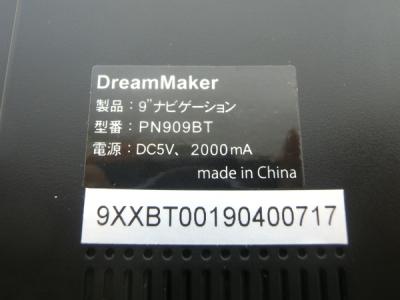 DreamMaker
製品：9"ナビゲーション
型番：PN909BT
電源：DC5V、2000mA
made in China
9XXBT00190400717